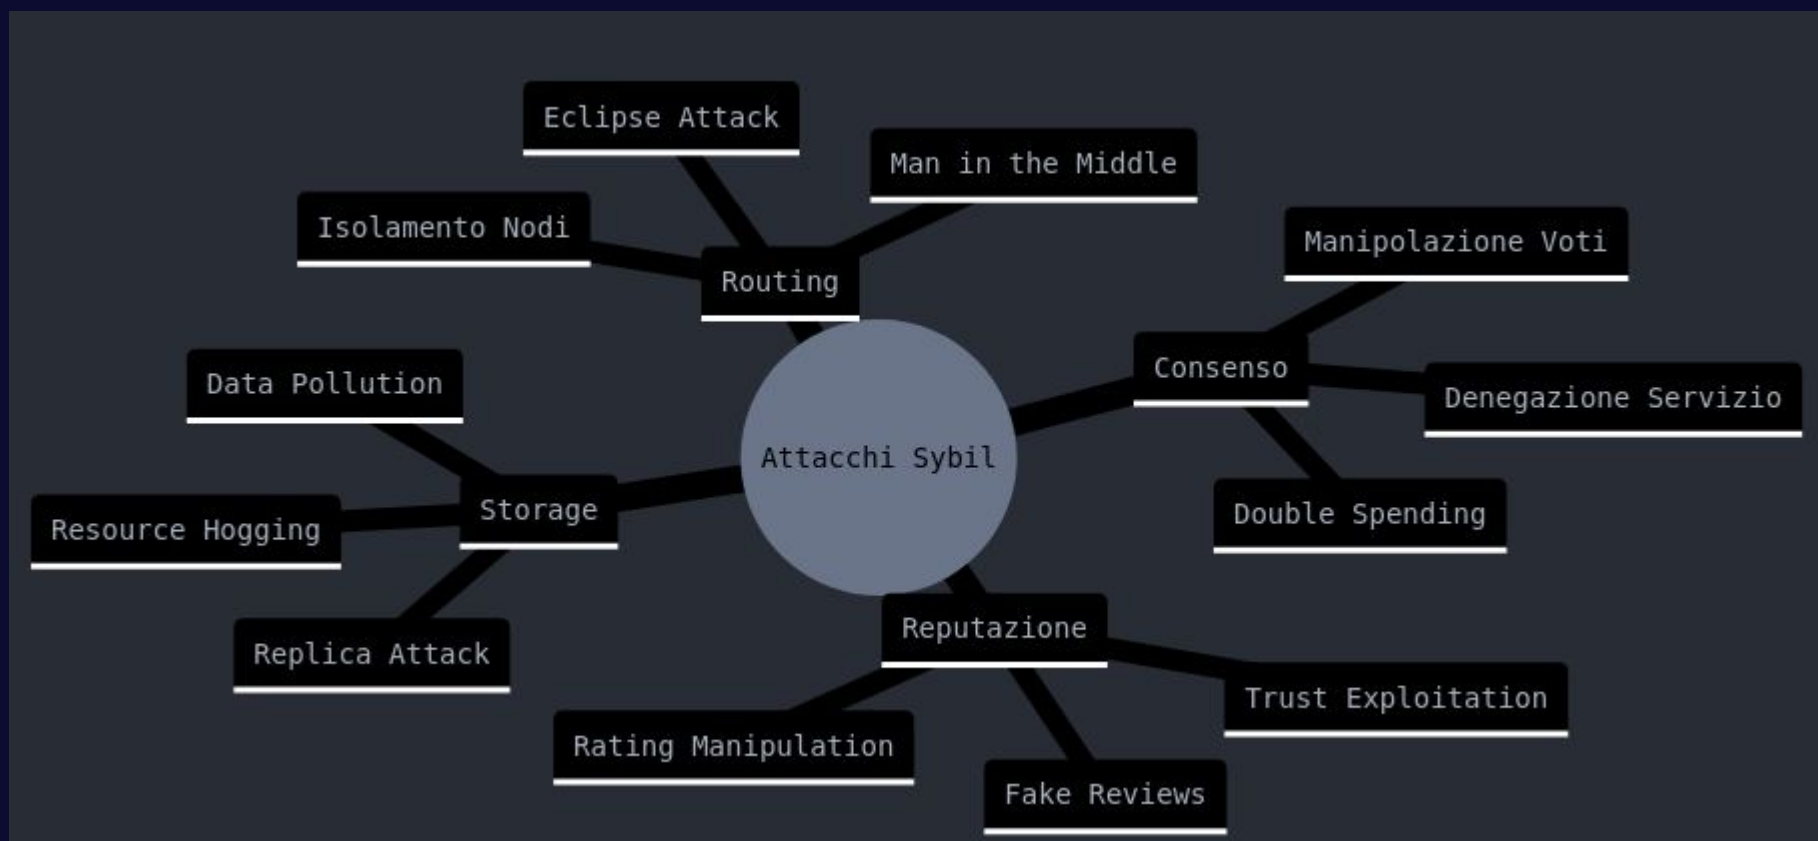 Eclipse Attack
Man in the Middle
Isolamento Nodi
Routing
Manipolazione Voti
Consenso
Denegazione Servizio
Double Spending
Attacchi Sybil
Data Pollution
Storage
Resource Hogging
Replica Attack
Reputazione
Trust Exploitation
Rating Manipulation
Fake Reviews